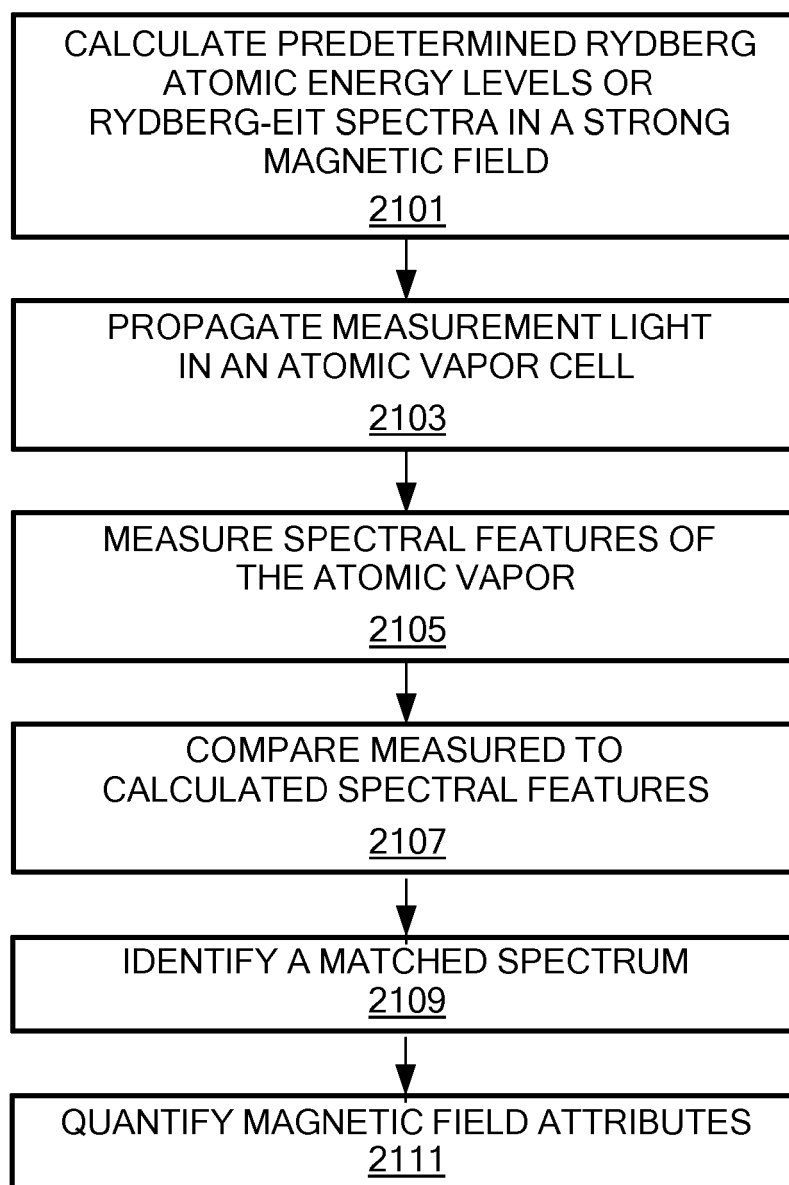 CALCULATE PREDETERMINED RYDBERG
ATOMIC ENERGY LEVELS OR
RYDBERG-EIT SPECTRA IN A STRONG
MAGNETIC FIELD
2101
PROPAGATE MEASUREMENT LIGHT
IN AN ATOMIC VAPOR CELL
2103
MEASURE SPECTRAL FEATURES OF
THE ATOMIC VAPOR
2105
COMPARE MEASURED TO
CALCULATED SPECTRAL FEATURES
2107
IDENTIFY A MATCHED SPECTRUM
2109
QUANTIFY MAGNETIC FIELD ATTRIBUTES
2111